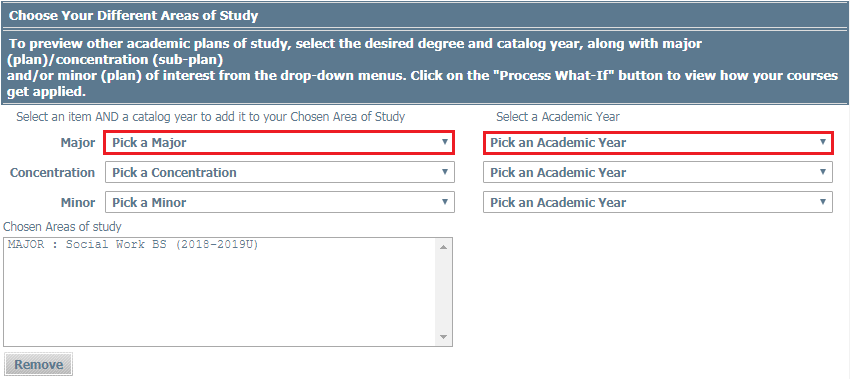 Choose Your Different Areas of Study
To preview other academic plans of study, select the desired degree and catalog year, along with major
(plan)/concentration (sub-plan)
and/or minor (plan) of interest from the drop-down menus. Click on the "Process What-If" button to view how your courses
get applied.
Select an item AND a catalog year to add it to your Chosen Area of Study Select a Academic Year
Major Pick a Major Pick an Academic Year
Concentration Pick a Concentration Pick an Academic Year
Minor Pick a Minor Pick an Academic Year
Chosen Areas of study
MAJOR : Social Work BS (2018-2019U)
Remove